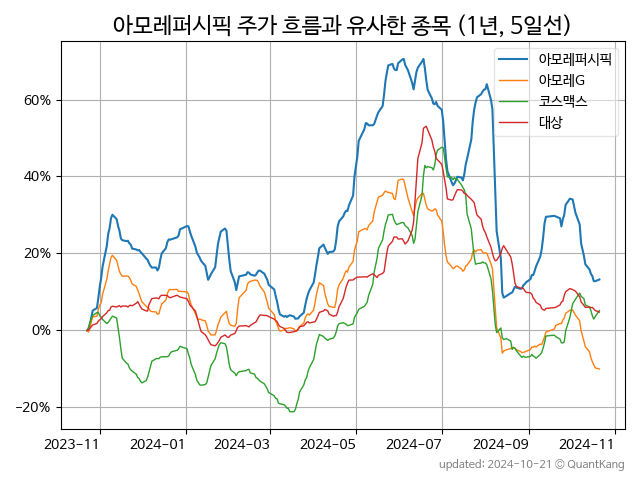 아모레퍼시픽 주가 흐름과 유사한 종목 (1년, 5일선)
아모레퍼시픽
아모레G
코스맥스
대상
60%
40%
20%
0%
−20%
2023-11
2024-01
2024-03
2024-05
2024-07
2024-09
2024-11
updated: 2024-10-21 © QuantKang